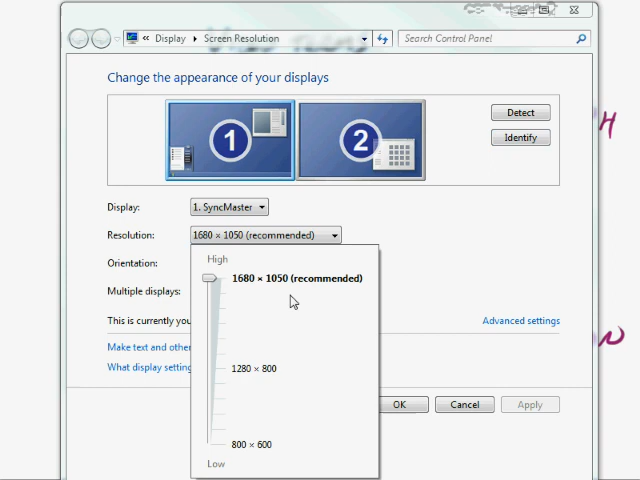 Display Screen Resolution Search Control Panel
Change the appearance of your displays
1 2
Detect
Identify
Display: 1. SyncMaster
Resolution: 1680 × 1050 (recommended)
High
Orientation:
1680 × 1050 (recommended)
Multiple displays:
This is currently you Advanced settings
Make text and other
1280 × 800
What display setting
OK Cancel Apply
800 × 600
Low